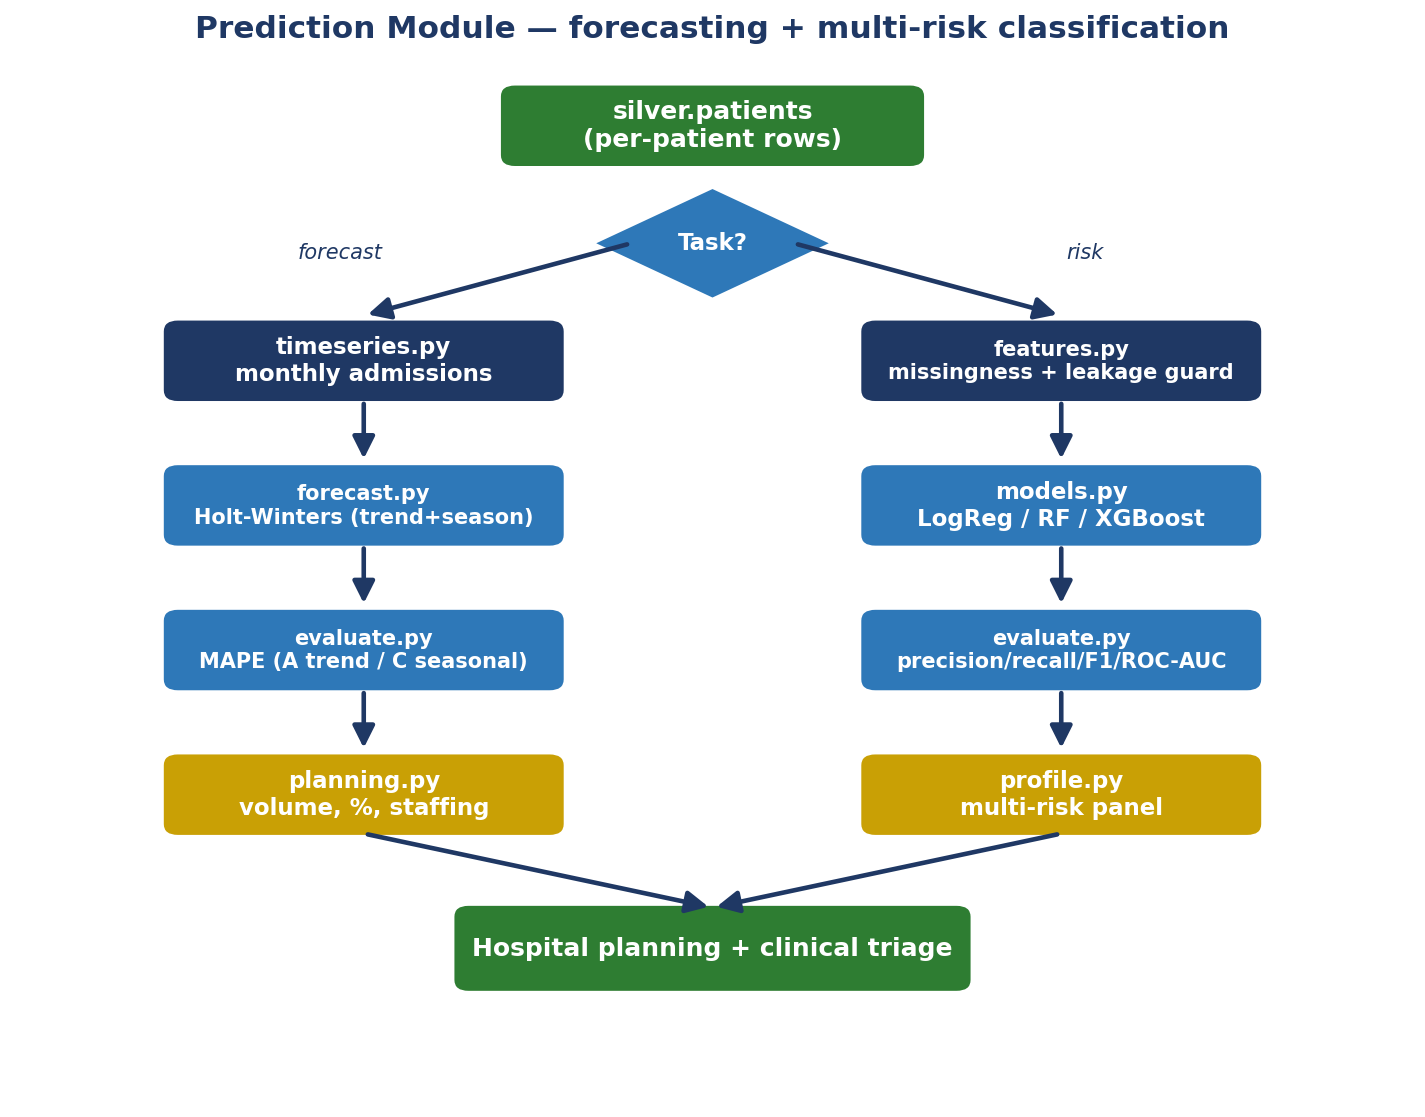 Prediction Module — forecasting + multi-risk classification
silver.patients
(per-patient rows)
Task?
forecast
risk
timeseries.py
monthly admissions
features.py
missingness + leakage guard
forecast.py
Holt-Winters (trend+season)
models.py
LogReg / RF / XGBoost
evaluate.py
MAPE (A trend / C seasonal)
evaluate.py
precision/recall/F1/ROC-AUC
planning.py
volume, %, staffing
profile.py
multi-risk panel
Hospital planning + clinical triage